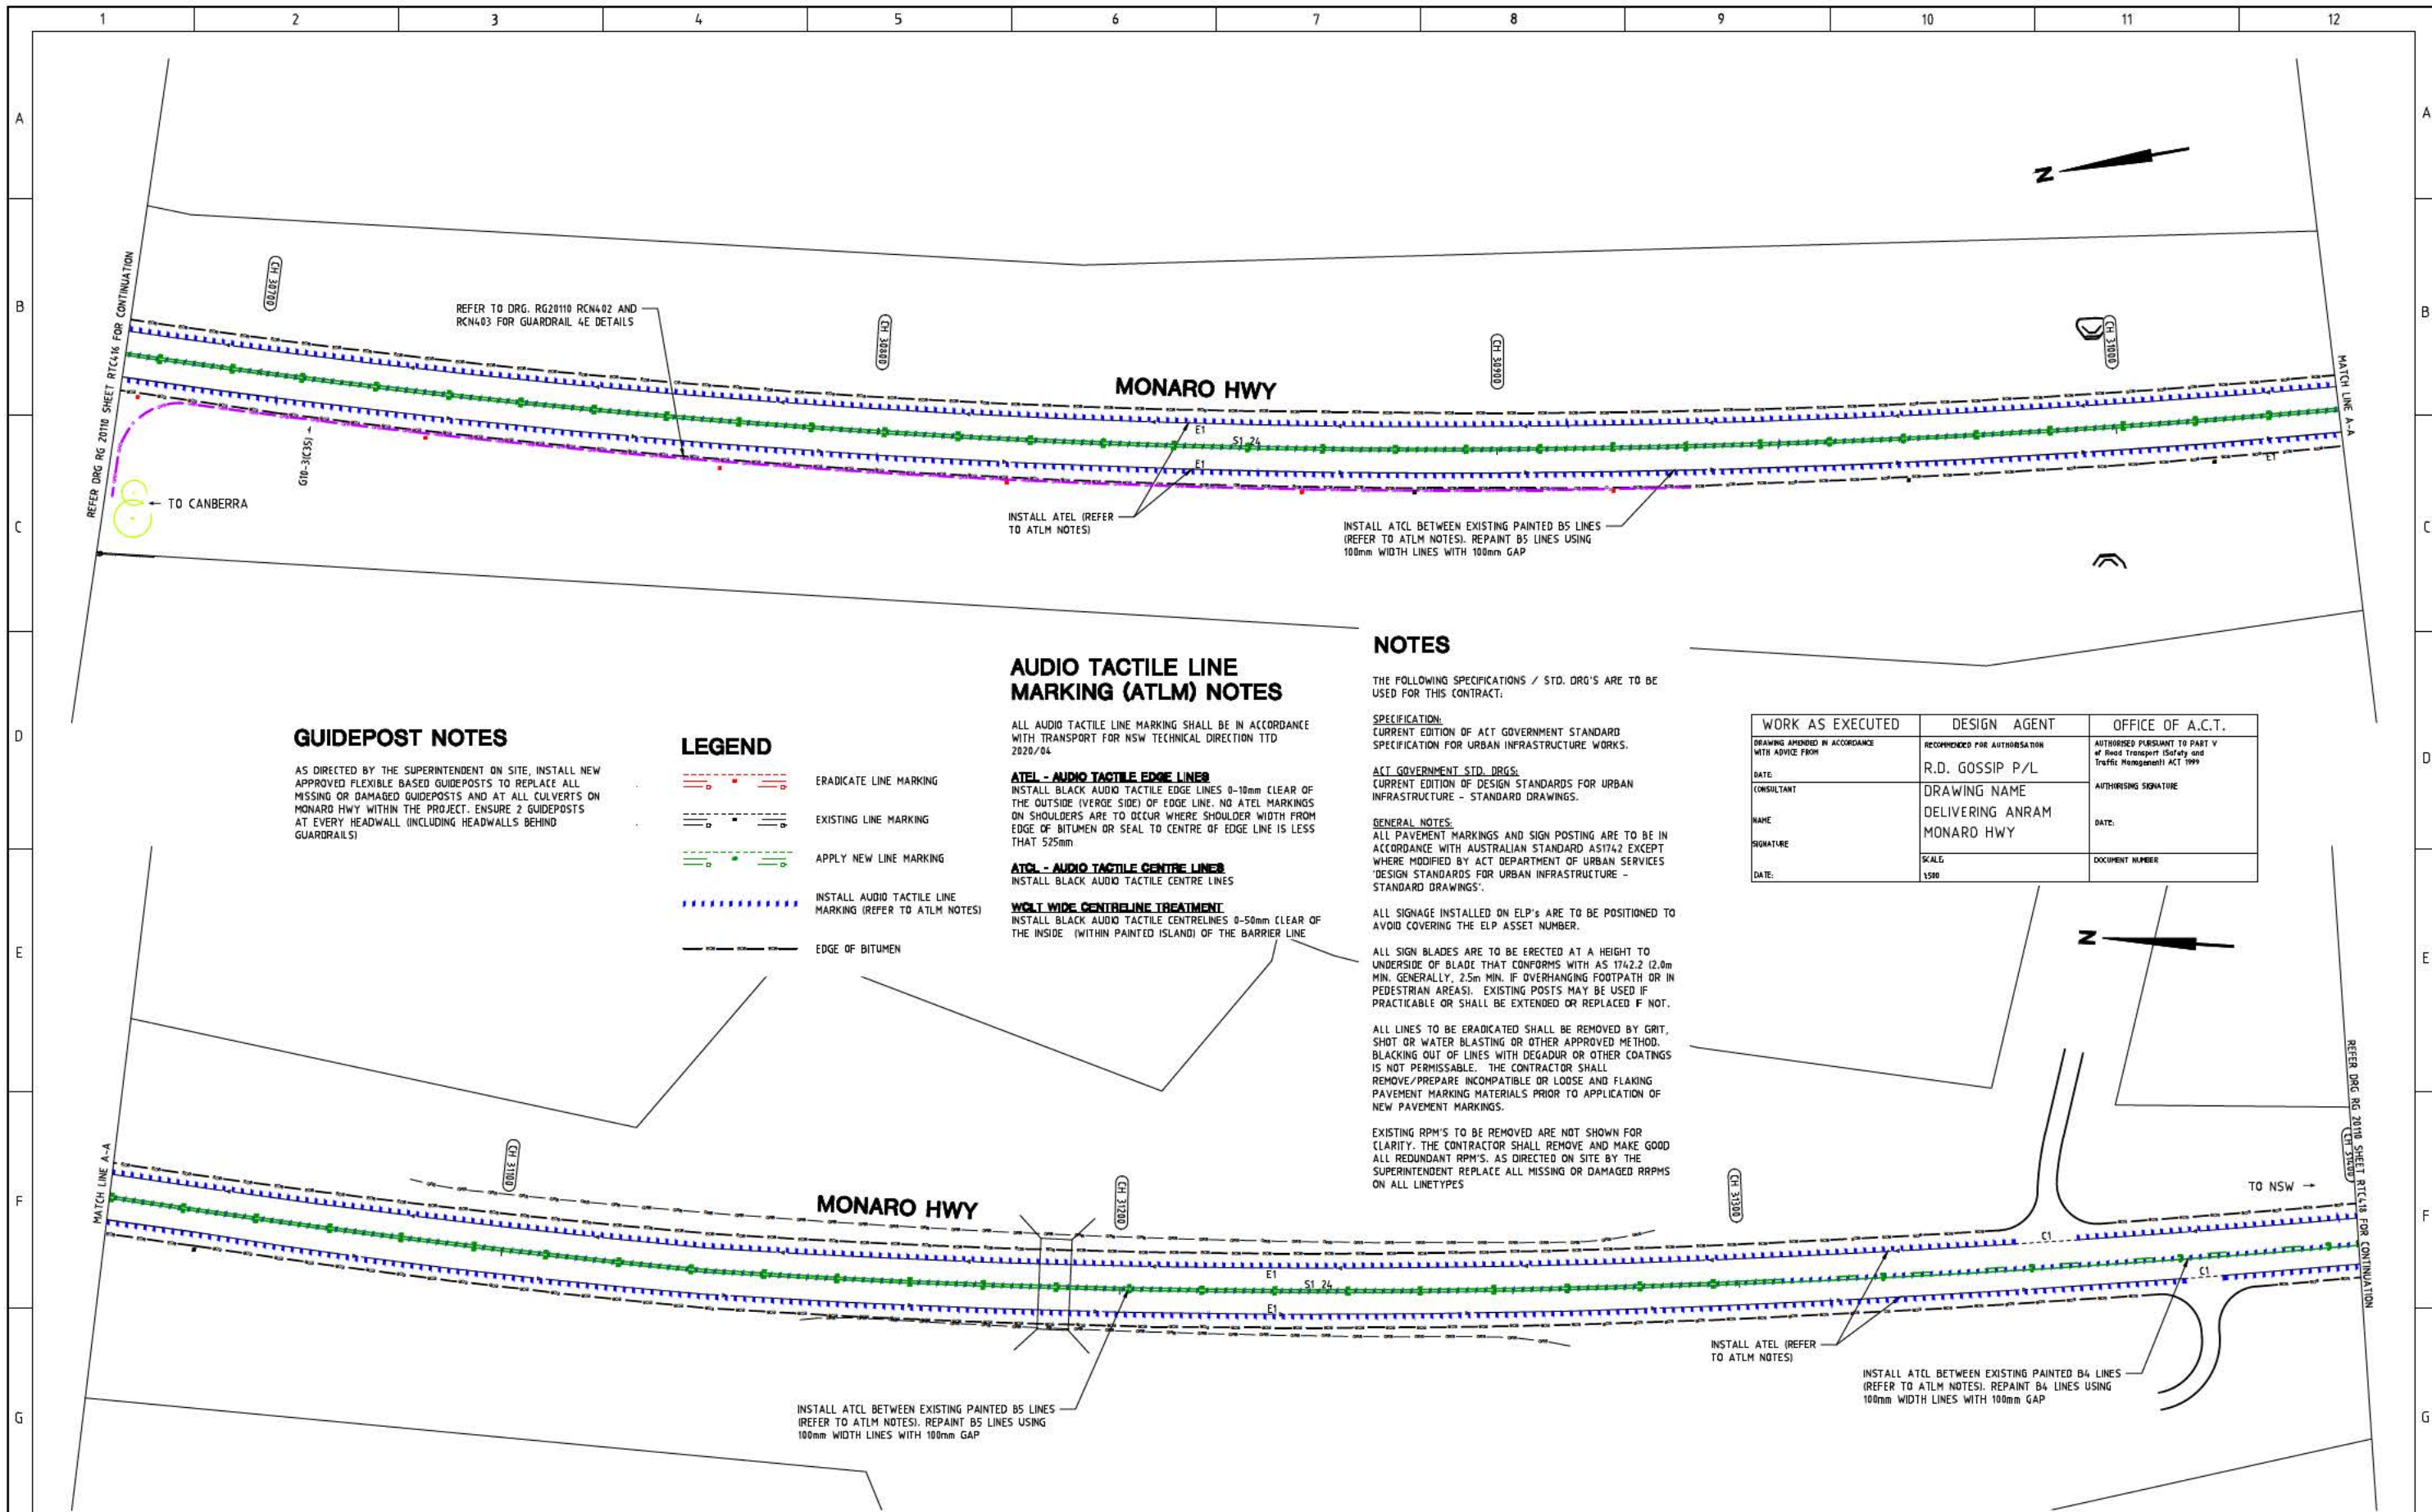 1 2 3 4 5 6 7 8 9 10 11 12
A
A
B
B
C
C
D
D
E
E
F
F
G
G
REFER DRG RG 20110 SHEET RTC416 FOR CONTINUATION
CH 30700
REFER TO DRG. RG20110 RCN402 AND
RCN403 FOR GUARDRAIL 4E DETAILS
CH 30800
MONARO HWY
CH 30900
N
CH 31000
MATCH LINE A-A
G10-3(C35)
← TO CANBERRA
E1
S1 24
E1
E1
INSTALL ATEL (REFER
TO ATLM NOTES)
INSTALL ATCL BETWEEN EXISTING PAINTED B5 LINES
(REFER TO ATLM NOTES). REPAINT B5 LINES USING
100mm WIDTH LINES WITH 100mm GAP
GUIDEPOST NOTES
AS DIRECTED BY THE SUPERINTENDENT ON SITE, INSTALL NEW
APPROVED FLEXIBLE BASED GUIDEPOSTS TO REPLACE ALL
MISSING OR DAMAGED GUIDEPOSTS AND AT ALL CULVERTS ON
MONARO HWY WITHIN THE PROJECT. ENSURE 2 GUIDEPOSTS
AT EVERY HEADWALL (INCLUDING HEADWALLS BEHIND
GUARDRAILS)
LEGEND
ERADICATE LINE MARKING
EXISTING LINE MARKING
APPLY NEW LINE MARKING
INSTALL AUDIO TACTILE LINE
MARKING (REFER TO ATLM NOTES)
EDGE OF BITUMEN
AUDIO TACTILE LINE
MARKING (ATLM) NOTES
ALL AUDIO TACTILE LINE MARKING SHALL BE IN ACCORDANCE
WITH TRANSPORT FOR NSW TECHNICAL DIRECTION TTD
2020/04
ATEL - AUDIO TACTILE EDGE LINES
INSTALL BLACK AUDIO TACTILE EDGE LINES 0-10mm CLEAR OF
THE OUTSIDE (VERGE SIDE) OF EDGE LINE. NO ATEL MARKINGS
ON SHOULDERS ARE TO OCCUR WHERE SHOULDER WIDTH FROM
EDGE OF BITUMEN OR SEAL TO CENTRE OF EDGE LINE IS LESS
THAT 525mm
ATCL - AUDIO TACTILE CENTRE LINES
INSTALL BLACK AUDIO TACTILE CENTRE LINES
WCLT WIDE CENTRELINE TREATMENT
INSTALL BLACK AUDIO TACTILE CENTRELINES 0-50mm CLEAR OF
THE INSIDE (WITHIN PAINTED ISLAND) OF THE BARRIER LINE
NOTES
THE FOLLOWING SPECIFICATIONS / STD. DRG'S ARE TO BE
USED FOR THIS CONTRACT:
SPECIFICATION:
CURRENT EDITION OF ACT GOVERNMENT STANDARD
SPECIFICATION FOR URBAN INFRASTRUCTURE WORKS.
ACT GOVERNMENT STD. DRGS:
CURRENT EDITION OF DESIGN STANDARDS FOR URBAN
INFRASTRUCTURE - STANDARD DRAWINGS.
GENERAL NOTES:
ALL PAVEMENT MARKINGS AND SIGN POSTING ARE TO BE IN
ACCORDANCE WITH AUSTRALIAN STANDARD AS1742 EXCEPT
WHERE MODIFIED BY ACT DEPARTMENT OF URBAN SERVICES
'DESIGN STANDARDS FOR URBAN INFRASTRUCTURE -
STANDARD DRAWINGS'.
ALL SIGNAGE INSTALLED ON ELP's ARE TO BE POSITIONED TO
AVOID COVERING THE ELP ASSET NUMBER.
ALL SIGN BLADES ARE TO BE ERECTED AT A HEIGHT TO
UNDERSIDE OF BLADE THAT CONFORMS WITH AS 1742.2 (2.0m
MIN. GENERALLY, 2.5m MIN. IF OVERHANGING FOOTPATH OR IN
PEDESTRIAN AREAS). EXISTING POSTS MAY BE USED IF
PRACTICABLE OR SHALL BE EXTENDED OR REPLACED IF NOT.
ALL LINES TO BE ERADICATED SHALL BE REMOVED BY GRIT,
SHOT OR WATER BLASTING OR OTHER APPROVED METHOD.
BLACKING OUT OF LINES WITH DEGADUR OR OTHER COATINGS
IS NOT PERMISSABLE. THE CONTRACTOR SHALL
REMOVE/PREPARE INCOMPATIBLE OR LOOSE AND FLAKING
PAVEMENT MARKING MATERIALS PRIOR TO APPLICATION OF
NEW PAVEMENT MARKINGS.
EXISTING RPM'S TO BE REMOVED ARE NOT SHOWN FOR
CLARITY. THE CONTRACTOR SHALL REMOVE AND MAKE GOOD
ALL REDUNDANT RPM'S. AS DIRECTED ON SITE BY THE
SUPERINTENDENT REPLACE ALL MISSING OR DAMAGED RRPMS
ON ALL LINETYPES
WORK AS EXECUTED
DRAWING AMENDED IN ACCORDANCE
WITH ADVICE FROM
DATE:
CONSULTANT
NAME
SIGNATURE
DATE:
DESIGN AGENT
RECOMMENDED FOR AUTHORISATION
R.D. GOSSIP P/L
DRAWING NAME
DELIVERING ANRAM
MONARO HWY
SCALE:
1:500
OFFICE OF A.C.T.
AUTHORISED PURSUANT TO PART V
of Road Transport (Safety and
Traffic Management) ACT 1999
AUTHORISING SIGNATURE
DATE:
DOCUMENT NUMBER
N
MATCH LINE A-A
CH 31100
MONARO HWY
CH 31200
CH 31300
CH 31400
TO NSW →
REFER DRG RG 20110 SHEET RTC418 FOR CONTINUATION
E1
S1 24
E1
C1
C1
INSTALL ATEL (REFER
TO ATLM NOTES)
INSTALL ATCL BETWEEN EXISTING PAINTED B4 LINES
(REFER TO ATLM NOTES). REPAINT B4 LINES USING
100mm WIDTH LINES WITH 100mm GAP
INSTALL ATCL BETWEEN EXISTING PAINTED B5 LINES
(REFER TO ATLM NOTES). REPAINT B5 LINES USING
100mm WIDTH LINES WITH 100mm GAP